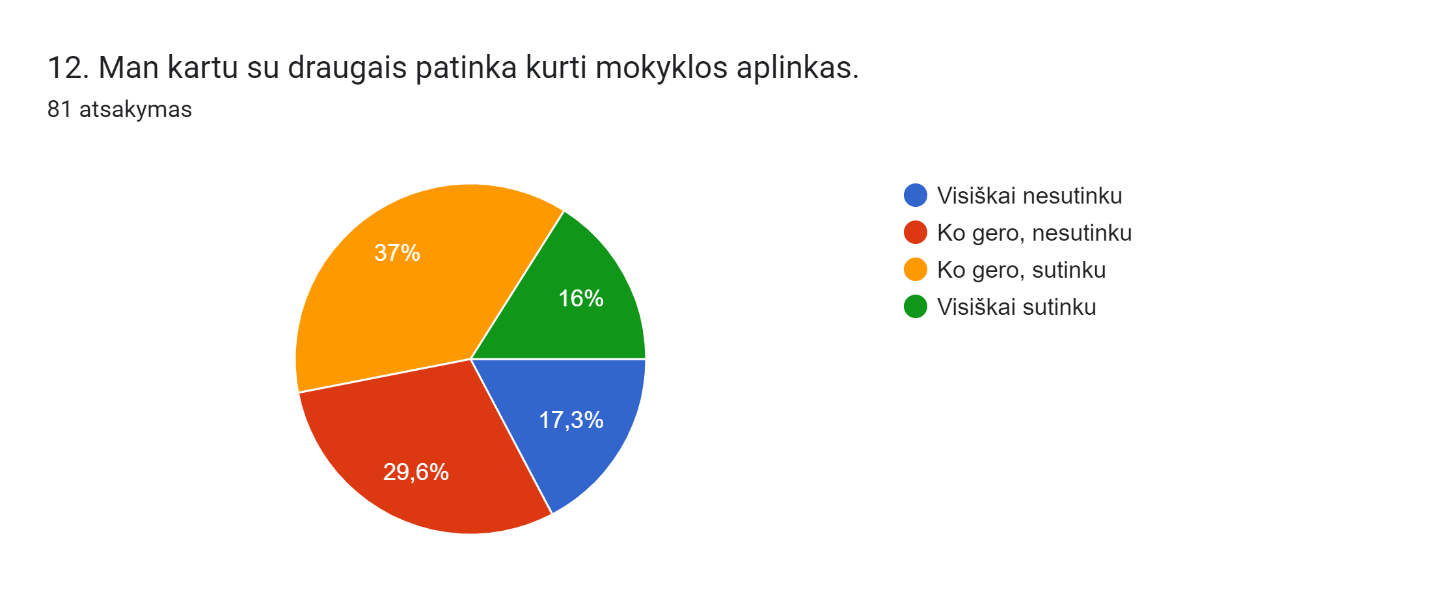 12. Man kartu su draugais patinka kurti mokyklos aplinkas.
81 atsakymas
Visiškai nesutinku
Ko gero, nesutinku
Ko gero, sutinku
Visiškai sutinku
37%
16%
17,3%
29,6%